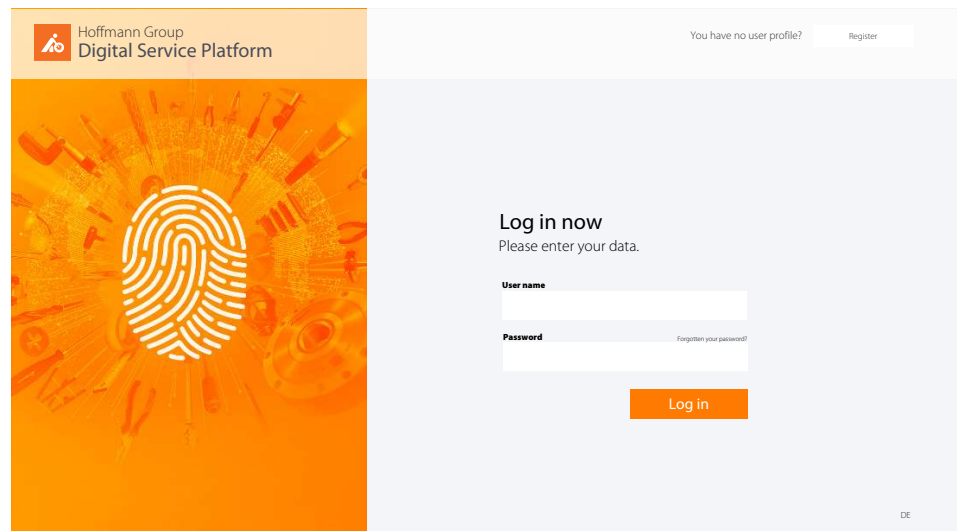 Hoffmann Group
Digital Service Platform
You have no user profile?
Register
Log in now
Please enter your data.
User name
Password
Forgotten your password?
Log in
DE